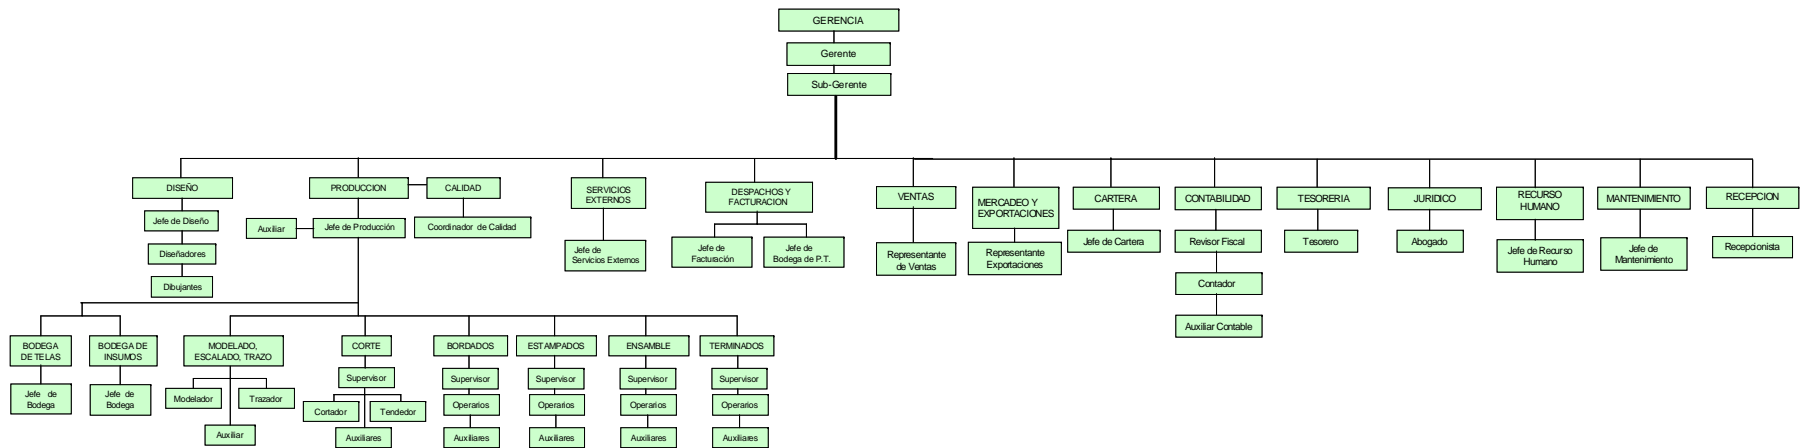 GERENCIA
Gerente
Sub-Gerente
DISEÑO
Jefe de Diseño
Diseñadores
Dibujantes
PRODUCCION
CALIDAD
Auxiliar
Jefe de Producción
Coordinador de Calidad
SERVICIOS
EXTERNOS
Jefe de
Servicios Externos
DESPACHOS Y
FACTURACION
Jefe de
Facturación
Jefe de
Bodega de P.T.
VENTAS
Representante
de Ventas
MERCADEO Y
EXPORTACIONES
Representante
Exportaciones
CARTERA
Jefe de Cartera
CONTABILIDAD
Revisor Fiscal
Contador
Auxiliar Contable
TESORERIA
Tesorero
JURIDICO
Abogado
RECURSO
HUMANO
Jefe de Recurso
Humano
MANTENIMIENTO
Jefe de
Mantenimiento
RECEPCION
Recepcionista
BODEGA
DE TELAS
Jefe de
Bodega
BODEGA DE
INSUMOS
Jefe de
Bodega
MODELADO,
ESCALADO, TRAZO
Modelador
Trazador
Auxiliar
CORTE
Supervisor
Cortador
Tendedor
Auxiliares
BORDADOS
Supervisor
Operarios
Auxiliares
ESTAMPADOS
Supervisor
Operarios
Auxiliares
ENSAMBLE
Supervisor
Operarios
Auxiliares
TERMINADOS
Supervisor
Operarios
Auxiliares